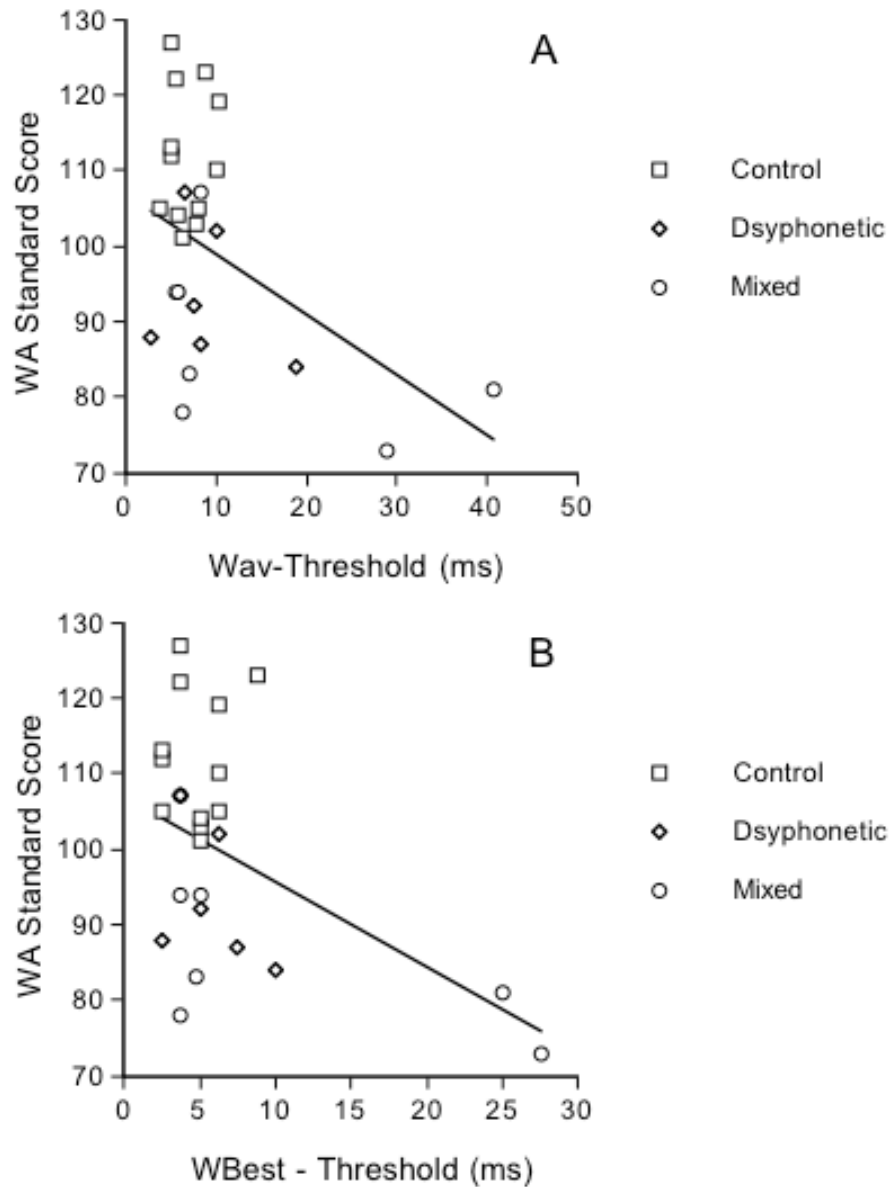 A
130
120
110
100
90
80
70
WA Standard Score
0 10 20 30 40 50
Wav-Threshold (ms)
Control
Dsyphonetic
Mixed
B
130
120
110
100
90
80
70
WA Standard Score
0 5 10 15 20 25 30
WBest - Threshold (ms)
Control
Dsyphonetic
Mixed